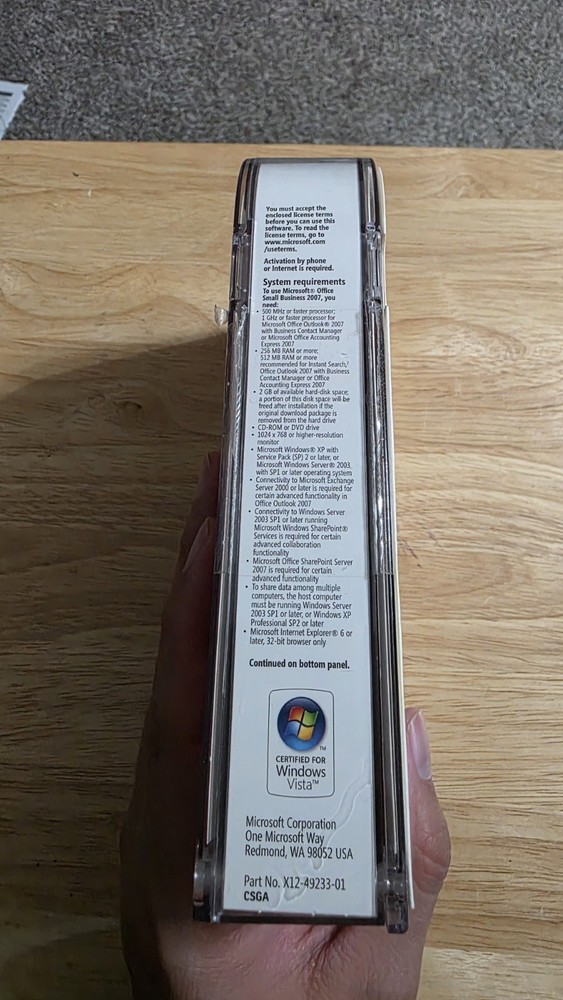 You must accept the
enclosed license terms
before you can use this
software. To read the
license terms, go to
www.microsoft.com
/useterms.
Activation by phone
or Internet is required.
System requirements
To use Microsoft® Office
Small Business 2007, you
need:
• 500 MHz or faster processor;
1 GHz or faster processor for
Microsoft Office Outlook® 2007
with Business Contact Manager
or Microsoft Office Accounting
Express 2007
• 256 MB RAM or more;
512 MB RAM or more
recommended for Instant Search,¹
Office Outlook 2007 with Business
Contact Manager or Office
Accounting Express 2007
• 2 GB of available hard-disk space;
a portion of this disk space will be
freed after installation if the
original download package is
removed from the hard drive
• CD-ROM or DVD drive
• 1024 x 768 or higher-resolution
monitor
• Microsoft Windows® XP with
Service Pack (SP) 2 or later, or
Microsoft Windows Server® 2003
with SP1 or later operating system
• Connectivity to Microsoft Exchange
Server 2000 or later is required for
certain advanced functionality in
Office Outlook 2007
• Connectivity to Windows Server
2003 SP1 or later running
Microsoft Windows SharePoint®
Services is required for certain
advanced collaboration
functionality
• Microsoft Office SharePoint Server
2007 is required for certain
advanced functionality
• To share data among multiple
computers, the host computer
must be running Windows Server
2003 SP1 or later, or Windows XP
Professional SP2 or later
• Microsoft Internet Explorer® 6 or
later, 32-bit browser only
Continued on bottom panel.
TM
CERTIFIED FOR
Windows
Vista™
Microsoft Corporation
One Microsoft Way
Redmond, WA 98052 USA
Part No. X12-49233-01
CSGA